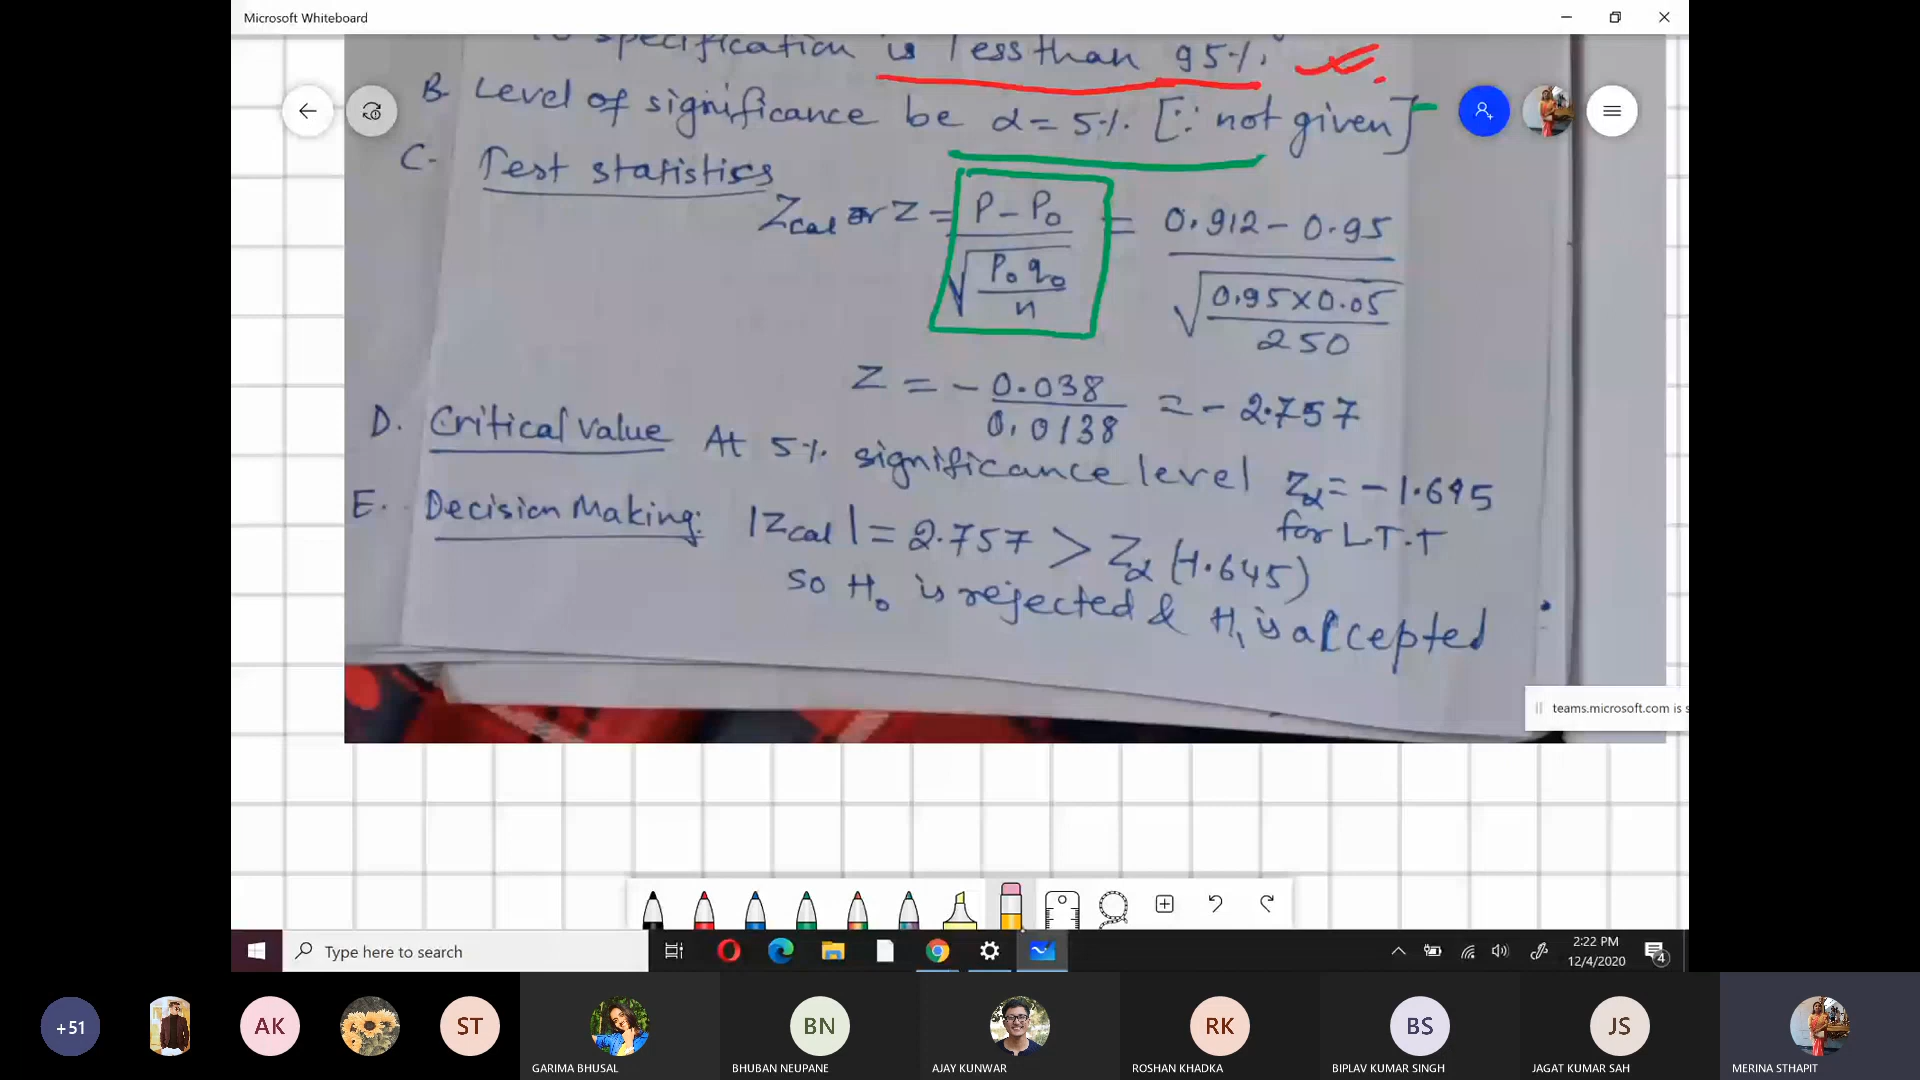 Microsoft Whiteboard
to specification is less than 95%.
B. Level of significance be α = 5%. [∵ not given]
C. Test statistics
Zcal or Z = P - P₀ / √(P₀ q₀ / n) = 0.912 - 0.95 / √(0.95 × 0.05 / 250)
Z = - 0.038 / 0.0138 = - 2.757
D. Critical value At 5% significance level Zα = - 1.645
for L.T.T
E. Decision Making: |Zcal| = 2.757 > Zα (1.645)
so H₀ is rejected & H₁ is accepted
teams.microsoft.com is s
Type here to search
2:22 PM
12/4/2020
4
+51
AK
ST
BN
RK
BS
JS
GARIMA BHUSAL
BHUBAN NEUPANE
AJAY KUNWAR
ROSHAN KHADKA
BIPLAV KUMAR SINGH
JAGAT KUMAR SAH
MERINA STHAPIT